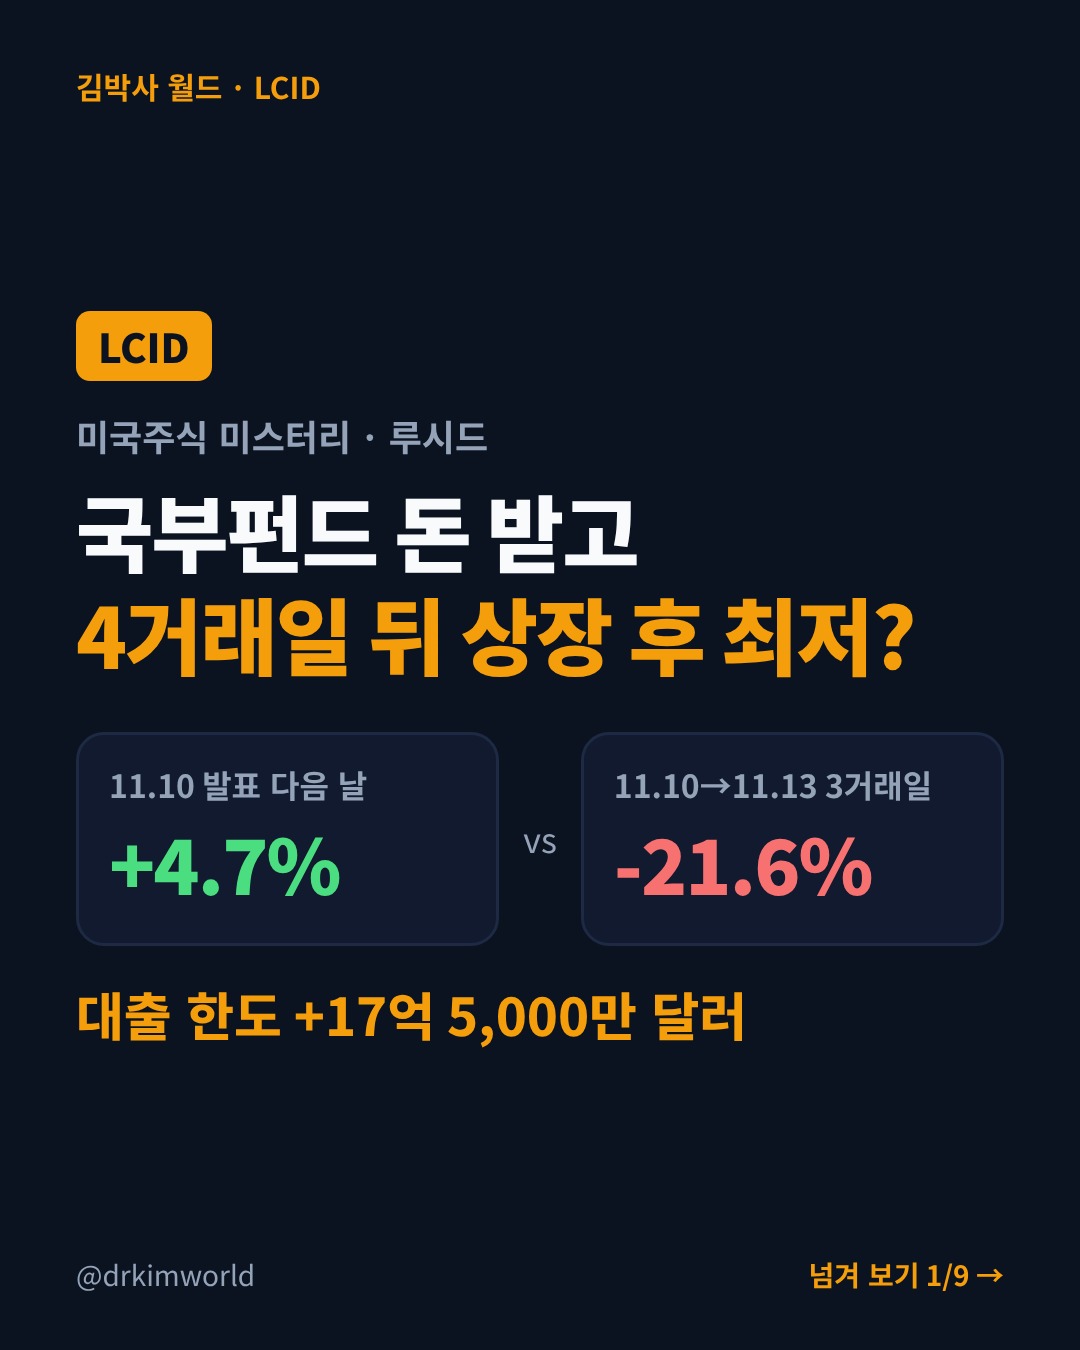 김박사 월드 · LCID
LCID
미국주식 미스터리 · 루시드
국부펀드 돈 받고
4거래일 뒤 상장 후 최저?
11.10 발표 다음 날
+4.7%
vs
11.10→11.13 3거래일
-21.6%
대출 한도 +17억 5,000만 달러
@drkimworld
넘겨 보기 1/9 →